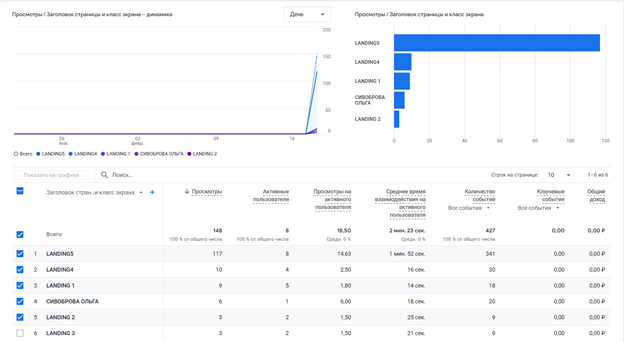 Просмотры / Заголовок страницы и класс экрана – динамика
День
Просмотры / Заголовок страницы и класс экрана
200
150
100
50
0
26
янв.
02
февр.
09
16
Всего LANDING5 LANDING4 LANDING 1 СИВОБРОВА ОЛЬГА LANDING 2
LANDING5
LANDING4
LANDING 1
СИВОБРОВА
ОЛЬГА
LANDING 2
0 20 40 60 80 100 120
Показать на графике
Поиск...
Строк на странице: 10
1–6 из 6
Заголовок стран...и класс экрана
Просмотры
Активные
пользователи
Просмотры на
активного
пользователя
Среднее время
взаимодействия на
активного
пользователя
Количество
событий
Все события
Ключевые
события
Все события
Общий
доход
Всего 148 8 18,50 2 мин. 23 сек. 427 0,00 0,00 ₽
100 % от общего числа 100 % от общего числа Средн. 0 % Средн. 0 % 100 % от общего числа
1 LANDING5 117 8 14,63 1 мин. 52 сек. 341 0,00 0,00 ₽
2 LANDING4 10 4 2,50 16 сек. 30 0,00 0,00 ₽
3 LANDING 1 9 5 1,80 14 сек. 18 0,00 0,00 ₽
4 СИВОБРОВА ОЛЬГА 6 1 6,00 18 сек. 20 0,00 0,00 ₽
5 LANDING 2 3 2 1,50 25 сек. 9 0,00 0,00 ₽
6 LANDING 3 3 2 1,50 21 сек. 9 0,00 0,00 ₽